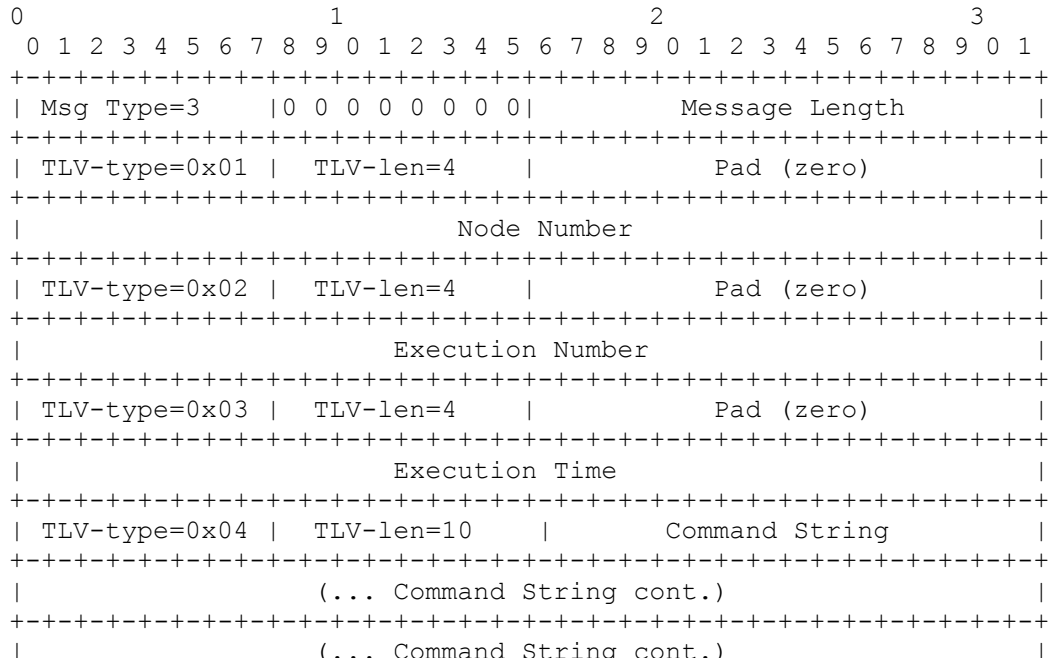 0                   1                   2                   3
 0 1 2 3 4 5 6 7 8 9 0 1 2 3 4 5 6 7 8 9 0 1 2 3 4 5 6 7 8 9 0 1
+-+-+-+-+-+-+-+-+-+-+-+-+-+-+-+-+-+-+-+-+-+-+-+-+-+-+-+-+-+-+-+-+
| Msg Type=3    |0 0 0 0 0 0 0 0|         Message Length        |
+-+-+-+-+-+-+-+-+-+-+-+-+-+-+-+-+-+-+-+-+-+-+-+-+-+-+-+-+-+-+-+-+
| TLV-type=0x01 |  TLV-len=4    |           Pad (zero)          |
+-+-+-+-+-+-+-+-+-+-+-+-+-+-+-+-+-+-+-+-+-+-+-+-+-+-+-+-+-+-+-+-+
|                           Node Number                         |
+-+-+-+-+-+-+-+-+-+-+-+-+-+-+-+-+-+-+-+-+-+-+-+-+-+-+-+-+-+-+-+-+
| TLV-type=0x02 |  TLV-len=4    |           Pad (zero)          |
+-+-+-+-+-+-+-+-+-+-+-+-+-+-+-+-+-+-+-+-+-+-+-+-+-+-+-+-+-+-+-+-+
|                       Execution Number                        |
+-+-+-+-+-+-+-+-+-+-+-+-+-+-+-+-+-+-+-+-+-+-+-+-+-+-+-+-+-+-+-+-+
| TLV-type=0x03 |  TLV-len=4    |           Pad (zero)          |
+-+-+-+-+-+-+-+-+-+-+-+-+-+-+-+-+-+-+-+-+-+-+-+-+-+-+-+-+-+-+-+-+
|                       Execution Time                          |
+-+-+-+-+-+-+-+-+-+-+-+-+-+-+-+-+-+-+-+-+-+-+-+-+-+-+-+-+-+-+-+-+
| TLV-type=0x04 |  TLV-len=10    |       Command String         |
+-+-+-+-+-+-+-+-+-+-+-+-+-+-+-+-+-+-+-+-+-+-+-+-+-+-+-+-+-+-+-+-+
|                  (... Command String cont.)                   |
+-+-+-+-+-+-+-+-+-+-+-+-+-+-+-+-+-+-+-+-+-+-+-+-+-+-+-+-+-+-+-+-+
|                  (... Command String cont.)                   |